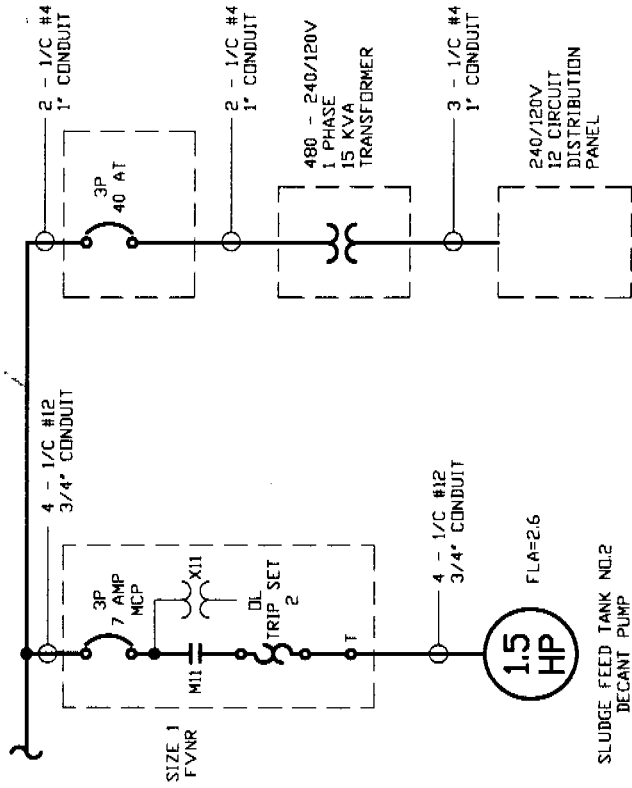 4 - 1/C #12
3/4" CONDUIT
SIZE 1
FVNR
3P
7 AMP
MCP
X11
M11
OL
TRIP SET
2
T
4 - 1/C #12
3/4" CONDUIT
1.5
HP
FLA=2.6
SLUDGE FEED TANK NO.2
DECANT PUMP
2 - 1/C #4
1" CONDUIT
3P
40 AT
2 - 1/C #4
1" CONDUIT
480 - 240/120V
1 PHASE
15 KVA
TRANSFORMER
3 - 1/C #4
1" CONDUIT
240/120V
12 CIRCUIT
DISTRIBUTION
PANEL